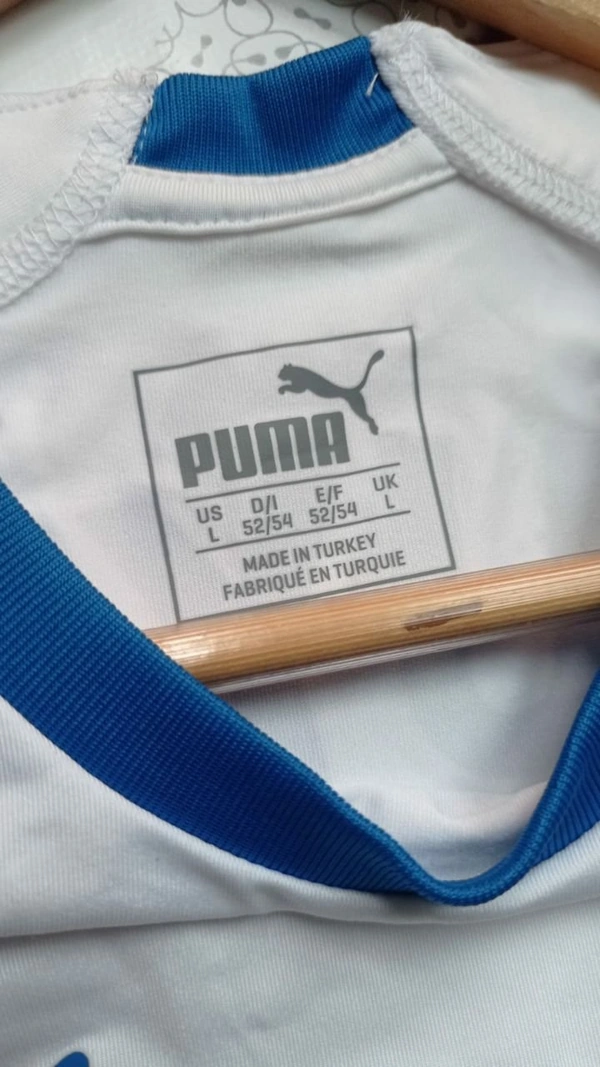 PUMA
US D/I E/F UK
L 52/54 52/54 L
MADE IN TURKEY
FABRIQUÉ EN TURQUIE